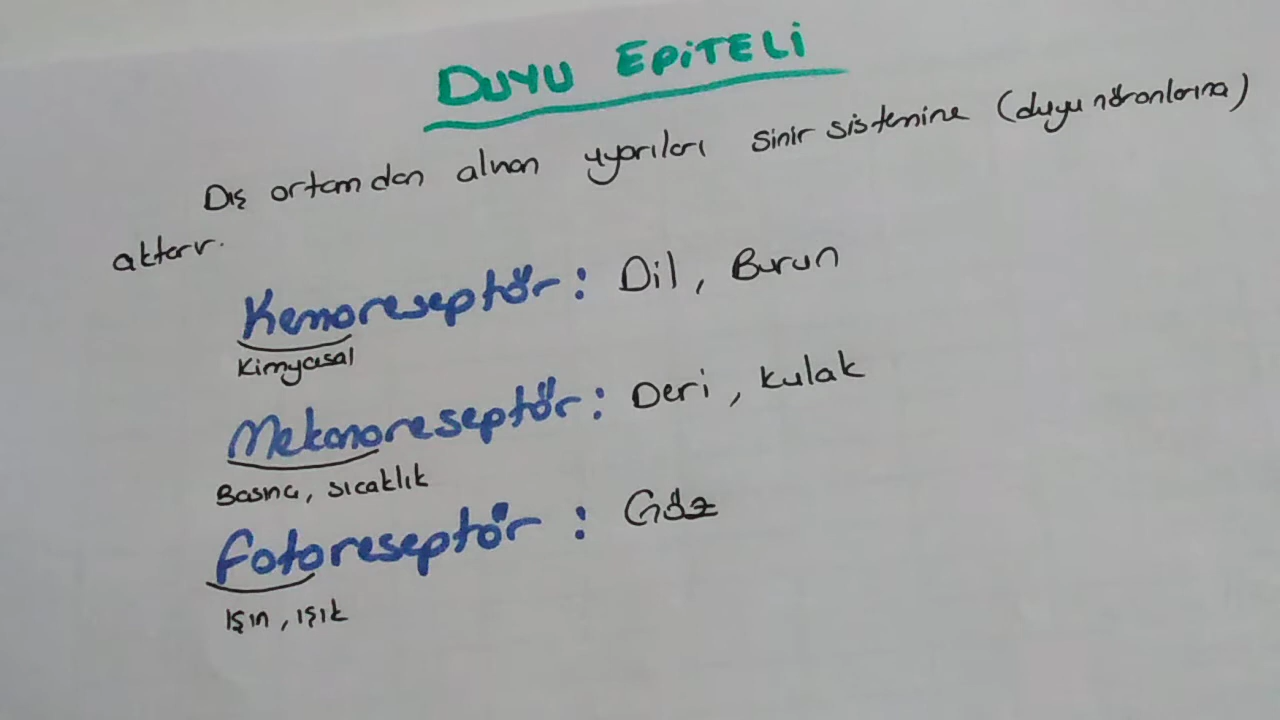 DUYU EPİTELİ
Dış ortamdan alınan uyarıları sinir sistemine (duyu nöronlarına)
aktarır.
Kemoreseptör: Dil, Burun
Kimyasal
Mekanoreseptör: Deri, kulak
Basınç, sıcaklık
Fotoreseptör: Göz
Işın, ışık